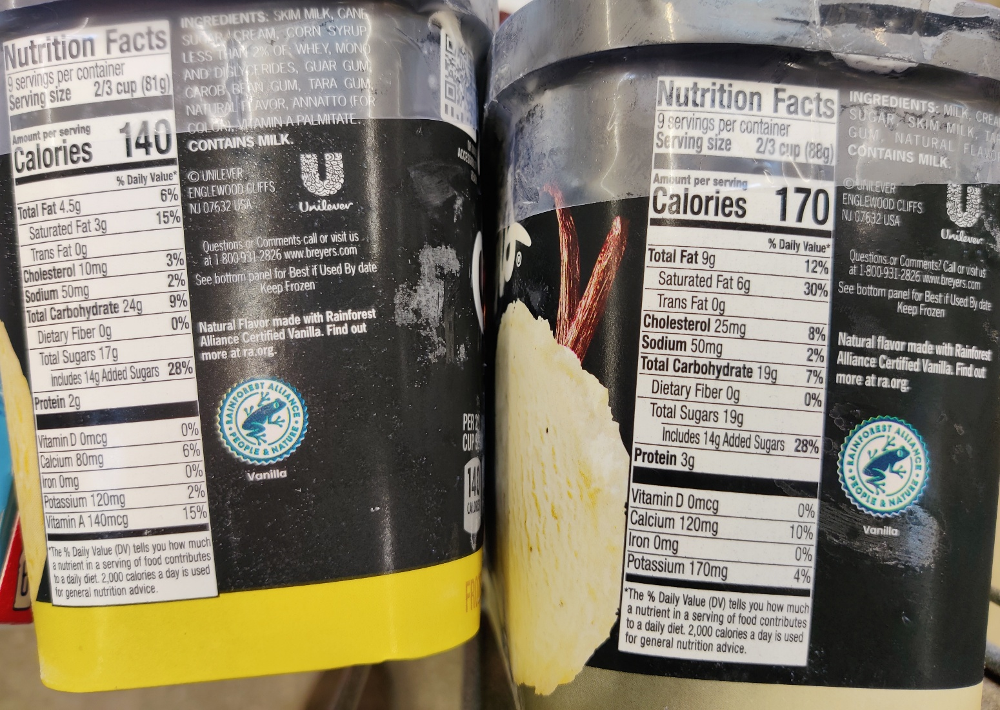 Nutrition Facts
9 servings per container
Serving size 2/3 cup (81g)
Amount per serving
Calories 140
% Daily Value*
Total Fat 4.5g 6%
Saturated Fat 3g 15%
Trans Fat 0g
Cholesterol 10mg 3%
Sodium 50mg 2%
Total Carbohydrate 24g 9%
Dietary Fiber 0g 0%
Total Sugars 17g
Includes 14g Added Sugars 28%
Protein 2g
Vitamin D 0mcg 0%
Calcium 80mg 6%
Iron 0mg 0%
Potassium 120mg 2%
Vitamin A 140mcg 15%
*The % Daily Value (DV) tells you how much
a nutrient in a serving of food contributes
to a daily diet. 2,000 calories a day is used
for general nutrition advice.
INGREDIENTS: SKIM MILK, CANE
SUGAR, CREAM, CORN SYRUP,
LESS THAN 2% OF: WHEY, MONO
AND DIGLYCERIDES, GUAR GUM,
CAROB BEAN GUM, TARA GUM,
NATURAL FLAVOR, ANNATTO (FOR
COLOR), VITAMIN A PALMITATE.
CONTAINS MILK.
© UNILEVER
ENGLEWOOD CLIFFS
NJ 07632 USA
U
Unilever
Questions or Comments call or visit us
at 1-800-931-2826 www.breyers.com
See bottom panel for Best if Used By date
Keep Frozen
Natural Flavor made with Rainforest
Alliance Certified Vanilla. Find out
more at ra.org.
RAINFOREST ALLIANCE
PEOPLE & NATURE
Vanilla
PER 2
CUP
140
Nutrition Facts
9 servings per container
Serving size 2/3 cup (88g)
Amount per serving
Calories 170
% Daily Value*
Total Fat 9g 12%
Saturated Fat 6g 30%
Trans Fat 0g
Cholesterol 25mg 8%
Sodium 50mg 2%
Total Carbohydrate 19g 7%
Dietary Fiber 0g 0%
Total Sugars 19g
Includes 14g Added Sugars 28%
Protein 3g
Vitamin D 0mcg 0%
Calcium 120mg 10%
Iron 0mg 0%
Potassium 170mg 4%
*The % Daily Value (DV) tells you how much
a nutrient in a serving of food contributes
to a daily diet. 2,000 calories a day is used
for general nutrition advice.
INGREDIENTS: MILK, CREA
SUGAR, SKIM MILK, TA
GUM, NATURAL FLAVO
CONTAINS MILK.
© UNILEVER
ENGLEWOOD CLIFFS
NJ 07632 USA
U
Unilever
Questions or Comments? Call or visit us
at 1-800-931-2826 www.breyers.com
See bottom panel for Best if Used By date
Keep Frozen
Natural flavor made with Rainforest
Alliance Certified Vanilla. Find out
more at ra.org.
RAINFOREST ALLIANCE
PEOPLE & NATURE
Vanilla